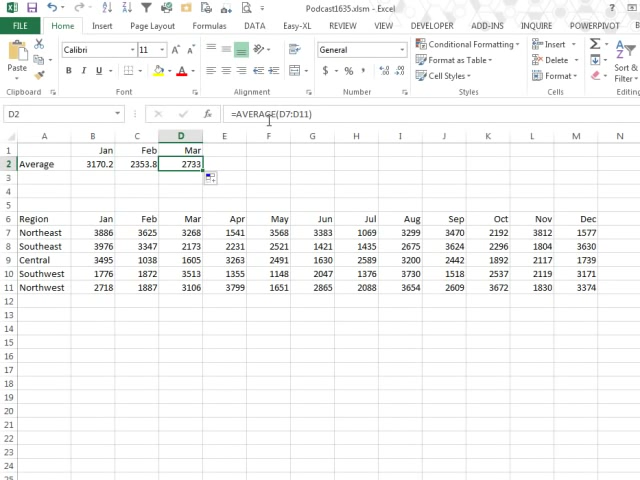 Podcast1635.xlsm - Excel
FILE Home Insert Page Layout Formulas DATA Easy-XL REVIEW VIEW DEVELOPER ADD-INS INQUIRE POWERPIVOT
Paste
Calibri 11
B I U
General
$ %
Conditional Formatting
Format as Table
Cell Styles
Insert
Delete
Format
Sort &
Filter
Clipboard Font Alignment Number Styles Cells
D2 fx =AVERAGE(D7:D11)
A B C D E F G H I J K L M N
1 Jan Feb Mar
2 Average 3170.2 2353.8 2733
3
4
5
6 Region Jan Feb Mar Apr May Jun Jul Aug Sep Oct Nov Dec
7 Northeast 3886 3625 3268 1541 3568 3383 1069 3299 3470 2192 3812 1577
8 Southeast 3976 3347 2173 2231 2521 1421 1435 2675 3624 2296 1804 3630
9 Central 3495 1038 1605 3263 2491 1630 2589 3200 2442 1892 2117 1739
10 Southwest 1776 1872 3513 1355 1148 2047 1376 3730 1518 2537 2119 3171
11 Northwest 2718 1887 3106 3799 1651 2865 2088 3654 2609 3672 1830 3374
12
13
14
15
16
17
18
19
20
21
22
23
24